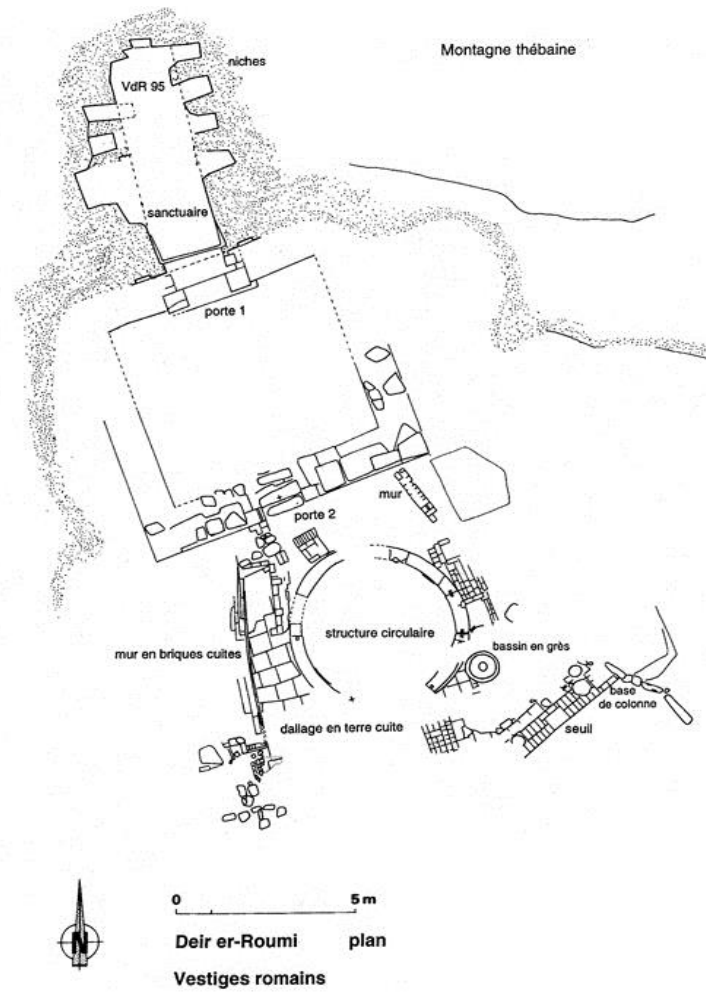 Montagne thébaine
niches
VdR 95
sanctuaire
porte 1
mur
porte 2
structure circulaire
bassin en grès
mur en briques cuites
base
de colonne
seuil
dallage en terre cuite
0 5 m
N
Deir er-Roumi plan
Vestiges romains